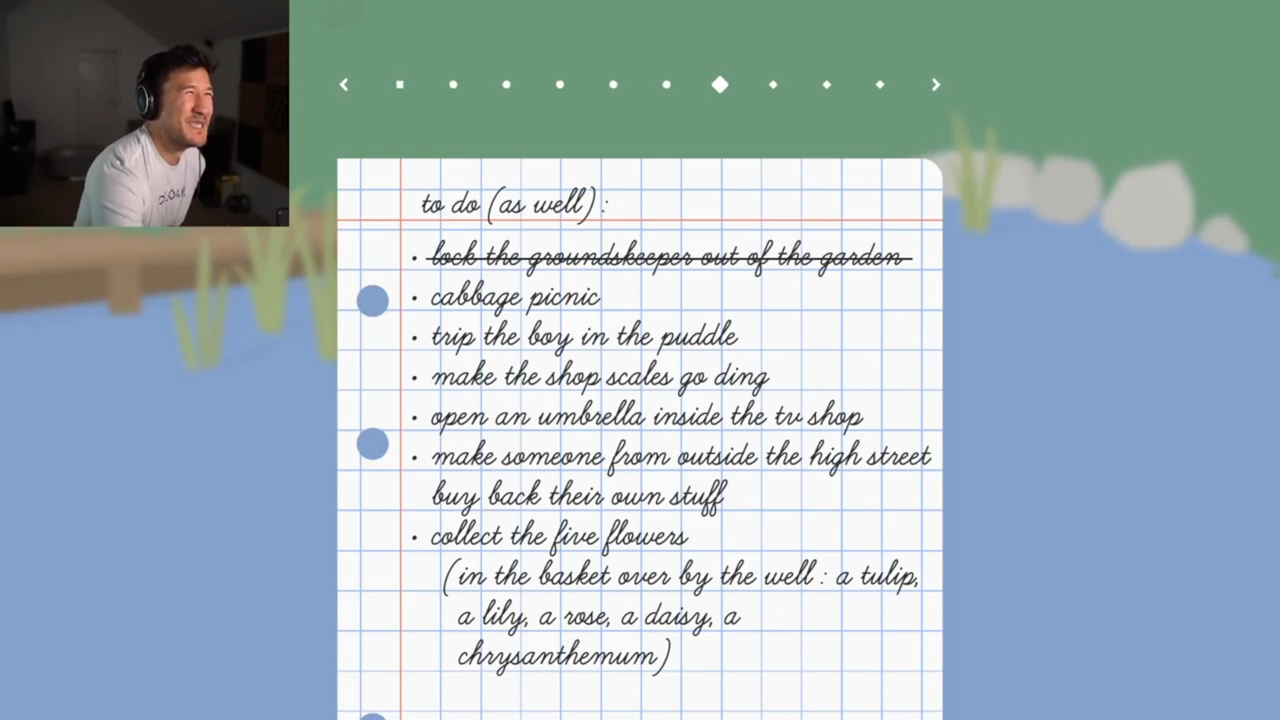 to do (as well) :
• lock the groundskeeper out of the garden
• cabbage picnic
• trip the boy in the puddle
• make the shop scales go ding
• open an umbrella inside the tv shop
• make someone from outside the high street
buy back their own stuff
• collect the five flowers
(in the basket over by the well : a tulip,
a lily, a rose, a daisy, a
chrysanthemum)